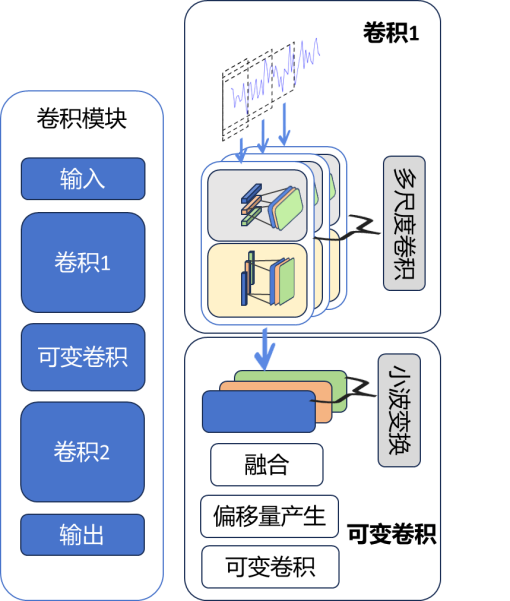 卷积模块
输入
卷积1
可变卷积
卷积2
输出
卷积1
多尺度卷积
小波变换
融合
偏移量产生
可变卷积
可变卷积